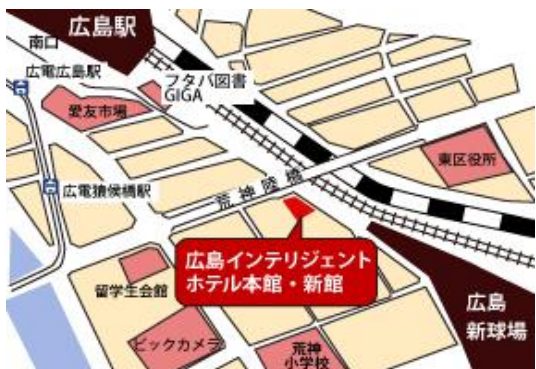 広島駅
南口
広電広島駅
フタバ図書
GIGA
愛友市場
東区役所
広電猿候橋駅
荒神陸橋
広島インテリジェント
ホテル本館・新館
留学生会館
広島
新球場
ビックカメラ
荒神
小学校